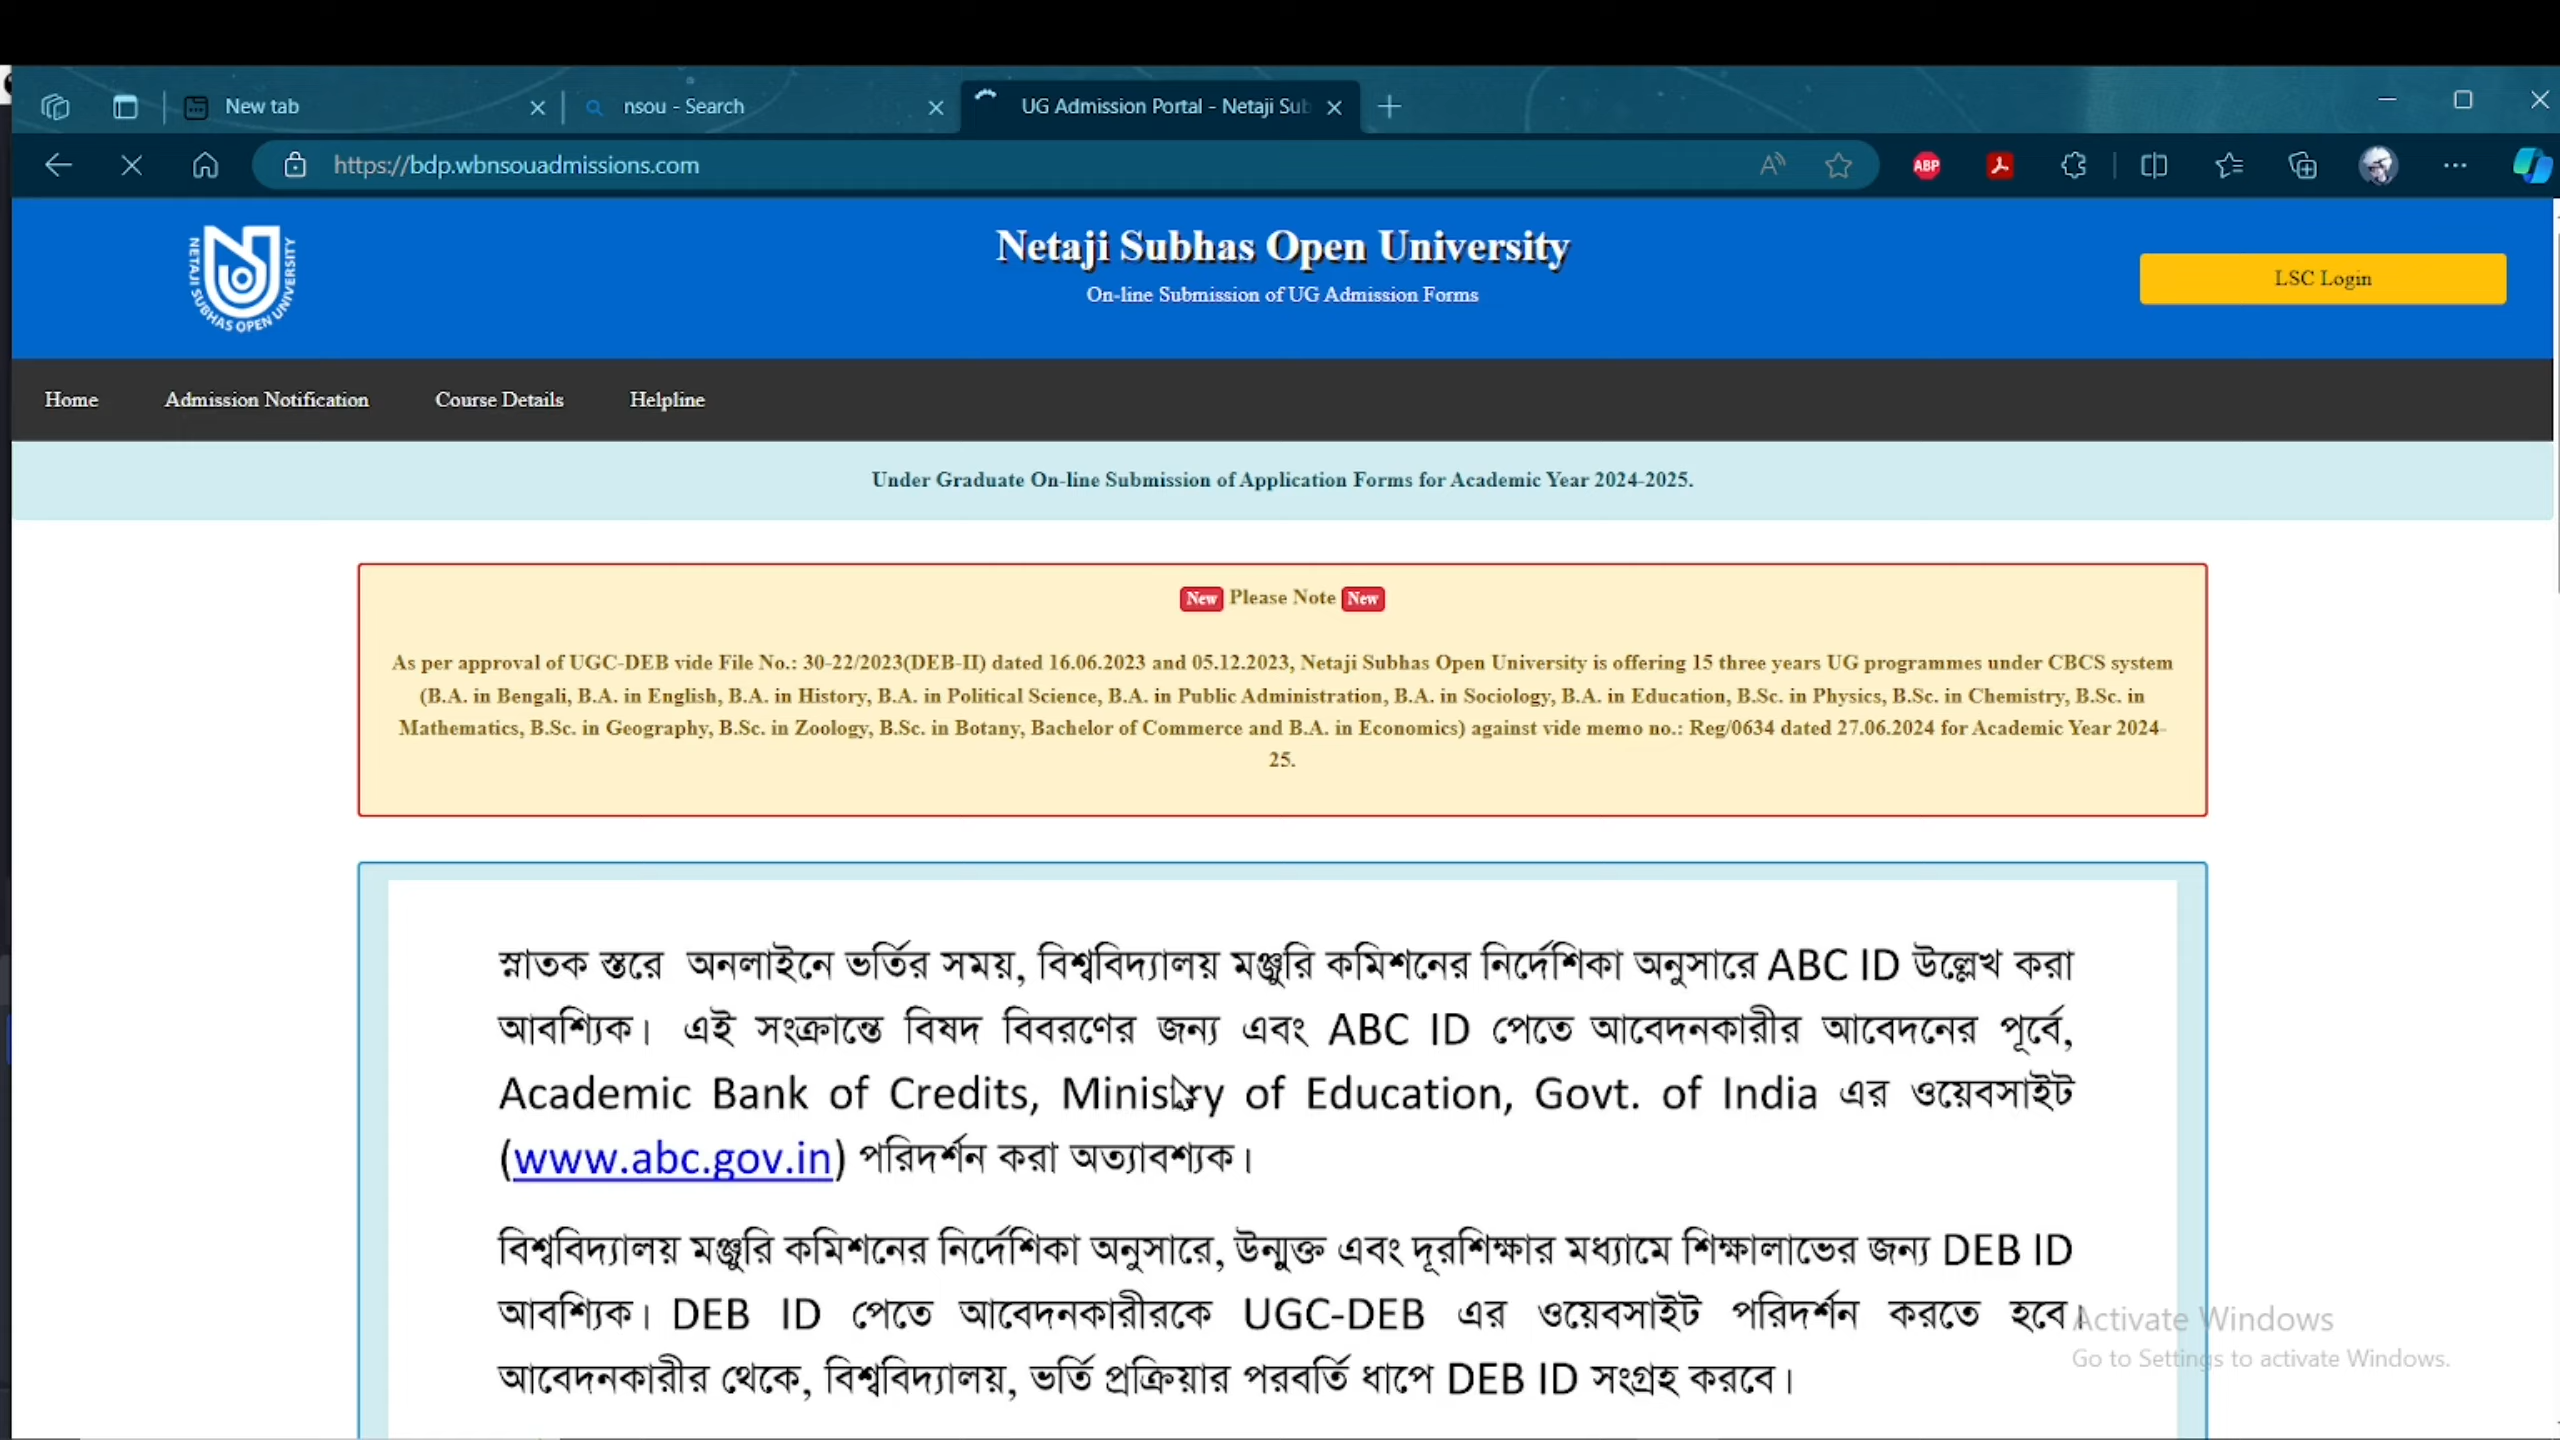 New tab
nsou - Search
UG Admission Portal - Netaji Sub
https://bdp.wbnsouadmissions.com
ABP
NETAJI SUBHAS OPEN UNIVERSITY
Netaji Subhas Open University
On-line Submission of UG Admission Forms
LSC Login
Home Admission Notification Course Details Helpline
Under Graduate On-line Submission of Application Forms for Academic Year 2024-2025.
New Please Note New
As per approval of UGC-DEB vide File No.: 30-22/2023(DEB-II) dated 16.06.2023 and 05.12.2023, Netaji Subhas Open University is offering 15 three years UG programmes under CBCS system
(B.A. in Bengali, B.A. in English, B.A. in History, B.A. in Political Science, B.A. in Public Administration, B.A. in Sociology, B.A. in Education, B.Sc. in Physics, B.Sc. in Chemistry, B.Sc. in
Mathematics, B.Sc. in Geography, B.Sc. in Zoology, B.Sc. in Botany, Bachelor of Commerce and B.A. in Economics) against vide memo no.: Reg/0634 dated 27.06.2024 for Academic Year 2024-
25.
স্নাতক স্তরে অনলাইনে ভর্তির সময়, বিশ্ববিদ্যালয় মঞ্জুরি কমিশনের নির্দেশিকা অনুসারে ABC ID উল্লেখ করা
আবশ্যিক। এই সংক্রান্তে বিষদ বিবরণের জন্য এবং ABC ID পেতে আবেদনকারীর আবেদনের পূর্বে,
Academic Bank of Credits, Ministry of Education, Govt. of India এর ওয়েবসাইট
(www.abc.gov.in) পরিদর্শন করা অত্যাবশ্যক।
বিশ্ববিদ্যালয় মঞ্জুরি কমিশনের নির্দেশিকা অনুসারে, উন্মুক্ত এবং দূরশিক্ষার মধ্যামে শিক্ষালাভের জন্য DEB ID
আবশ্যিক। DEB ID পেতে আবেদনকারীরকে UGC-DEB এর ওয়েবসাইট পরিদর্শন করতে হবে।
আবেদনকারীর থেকে, বিশ্ববিদ্যালয়, ভর্তি প্রক্রিয়ার পরবর্তি ধাপে DEB ID সংগ্রহ করবে।
Activate Windows
Go to Settings to activate Windows.